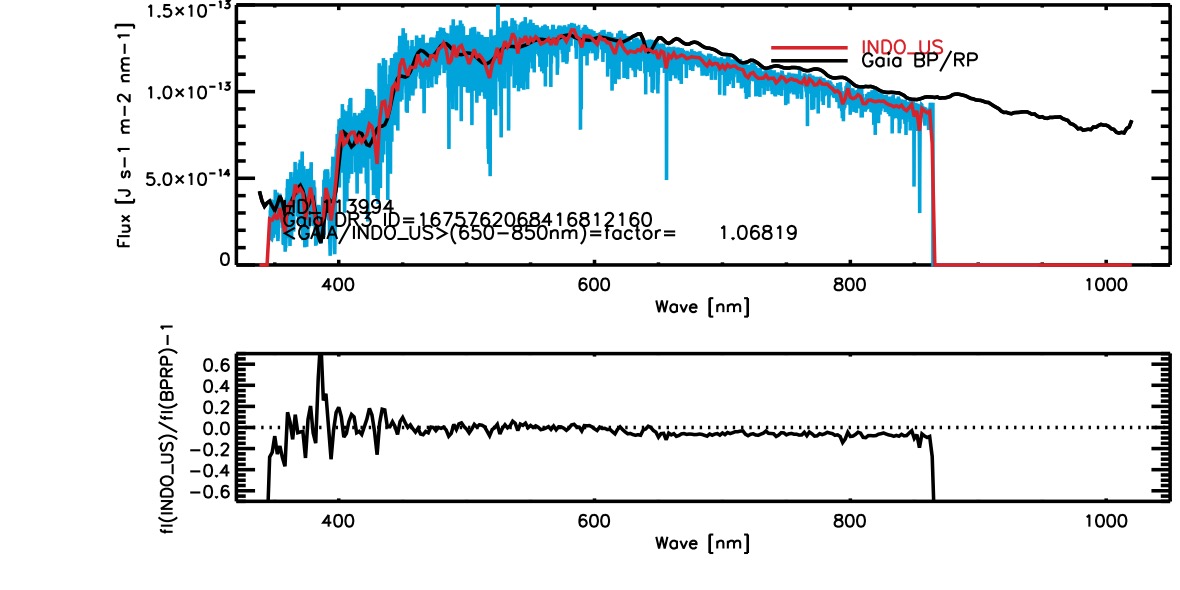 1.5×10−13
1.0×10−13
5.0×10−14
0
Flux [J s−1 m−2 nm−1]
INDO_US
Gaia BP/RP
HD_113994
Gaia DR3 ID=1675762068416812160
<GAIA/INDO_US>(650−850nm)=factor= 1.06819
400 600 800 1000
Wave [nm]
fl(INDO_US)/fl(BPRP)−1
0.6
0.4
0.2
0.0
−0.2
−0.4
−0.6
400 600 800 1000
Wave [nm]